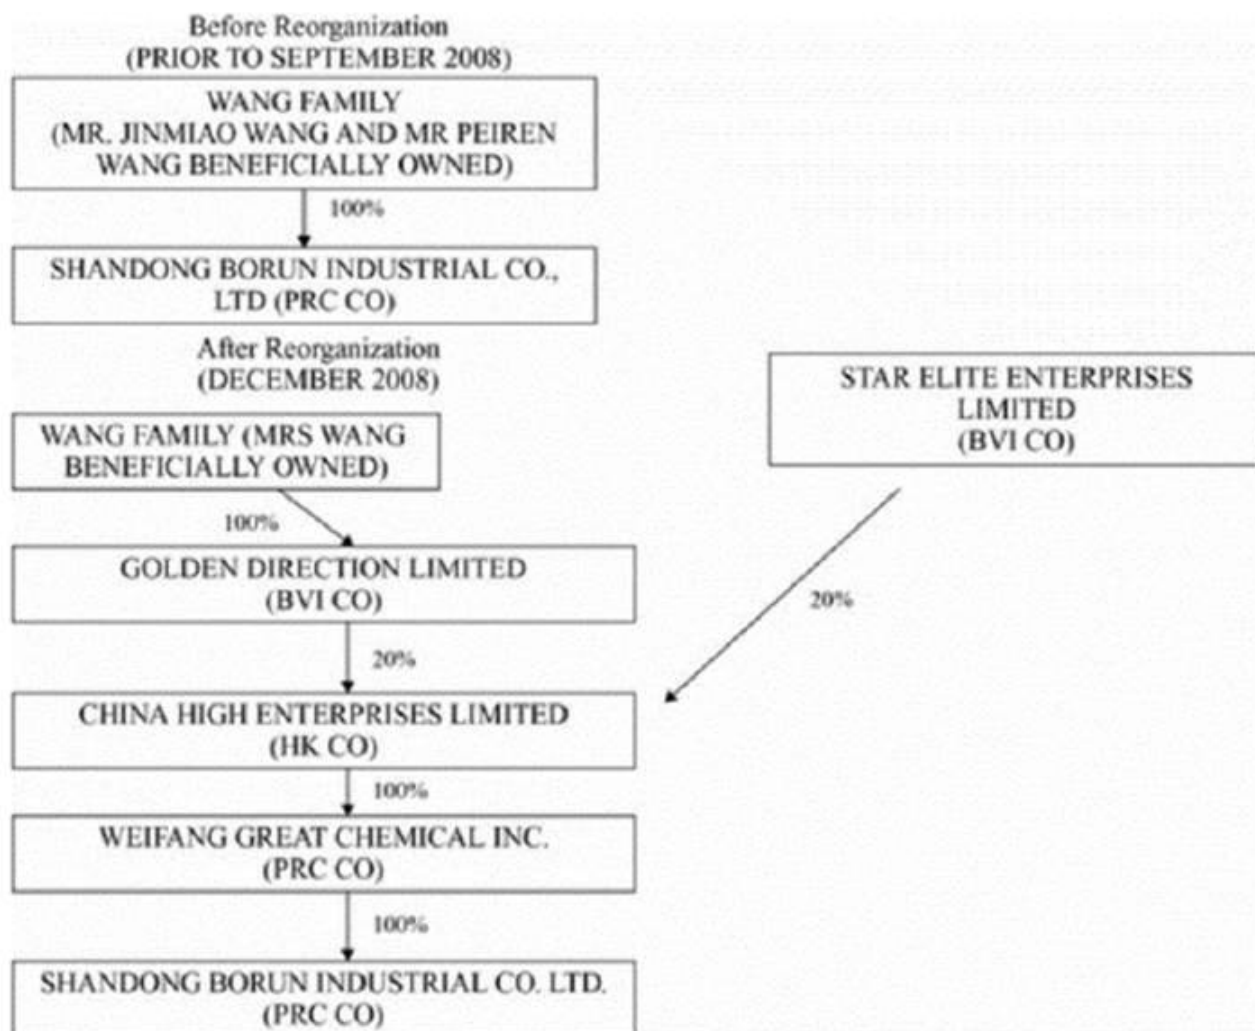 Before Reorganization
(PRIOR TO SEPTEMBER 2008)
WANG FAMILY
(MR. JINMIAO WANG AND MR PEIREN
WANG BENEFICIALLY OWNED)
100%
SHANDONG BORUN INDUSTRIAL CO.,
LTD (PRC CO)
After Reorganization
(DECEMBER 2008)
STAR ELITE ENTERPRISES
LIMITED
(BVI CO)
WANG FAMILY (MRS WANG
BENEFICIALLY OWNED)
100%
GOLDEN DIRECTION LIMITED
(BVI CO)
20%
20%
CHINA HIGH ENTERPRISES LIMITED
(HK CO)
100%
WEIFANG GREAT CHEMICAL INC.
(PRC CO)
100%
SHANDONG BORUN INDUSTRIAL CO. LTD.
(PRC CO)